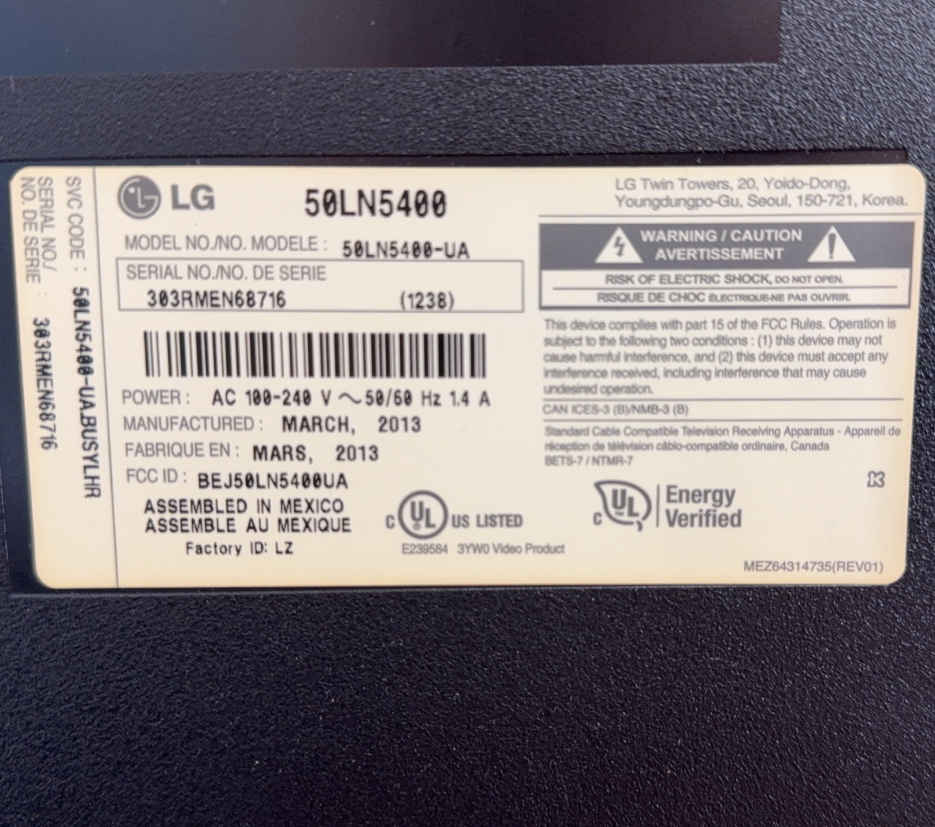 LG
50LN5400
MODEL NO./NO. MODELE : 50LN5400-UA
SERIAL NO./NO. DE SERIE
303RMEN68716 (1238)
POWER : AC 100-240 V ~ 50/60 Hz 1.4 A
MANUFACTURED : MARCH, 2013
FABRIQUE EN : MARS, 2013
FCC ID : BEJ50LN5400UA
ASSEMBLED IN MEXICO
ASSEMBLE AU MEXIQUE
Factory ID: LZ
C UL US LISTED
E239584 3YW0 Video Product
SVC CODE : 50LN5400-UA.BUSYLHR
SERIAL NO./
NO. DE SERIE : 303RMEN68716
LG Twin Towers, 20, Yoido-Dong,
Youngdungpo-Gu, Seoul, 150-721, Korea.
WARNING / CAUTION
AVERTISSEMENT
RISK OF ELECTRIC SHOCK, DO NOT OPEN.
RISQUE DE CHOC ELECTRIQUE-NE PAS OUVRIR.
This device complies with part 15 of the FCC Rules. Operation is
subject to the following two conditions : (1) this device may not
cause harmful interference, and (2) this device must accept any
interference received, including interference that may cause
undesired operation.
CAN ICES-3 (B)/NMB-3 (B)
Standard Cable Compatible Television Receiving Apparatus - Appareil de
réception de télévision câblo-compatible ordinaire, Canada
BETS-7 / NTMR-7
C UL Energy
Verified
MEZ64314735(REV01)